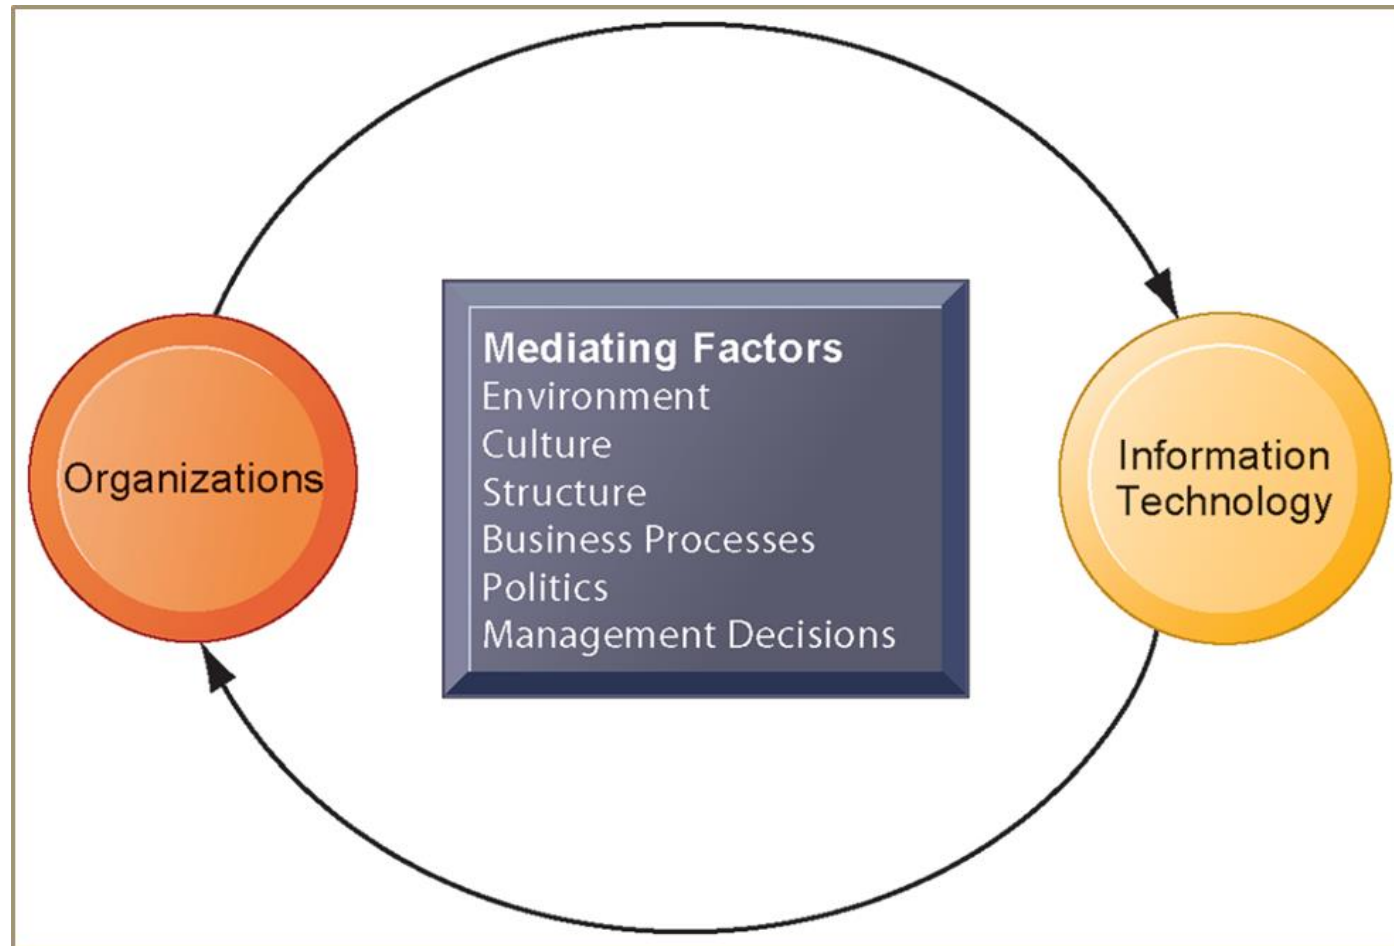 Organizations
Mediating Factors
Environment
Culture
Structure
Business Processes
Politics
Management Decisions
Information
Technology